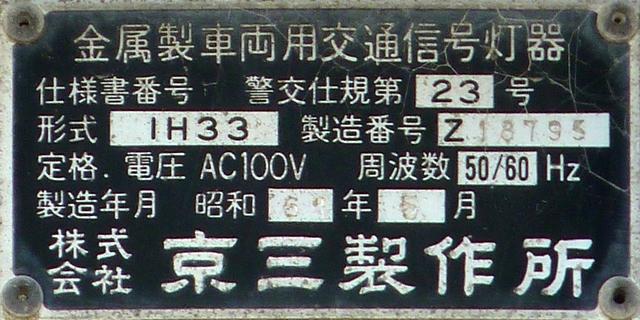 金属製車両用交通信号灯器
仕様書番号 警交仕規第 23 号
形式 1H33 製造番号 Z 18795
定格. 電圧 AC100V 周波数 50/60 Hz
製造年月 昭和 年 月
株式会社 京三製作所